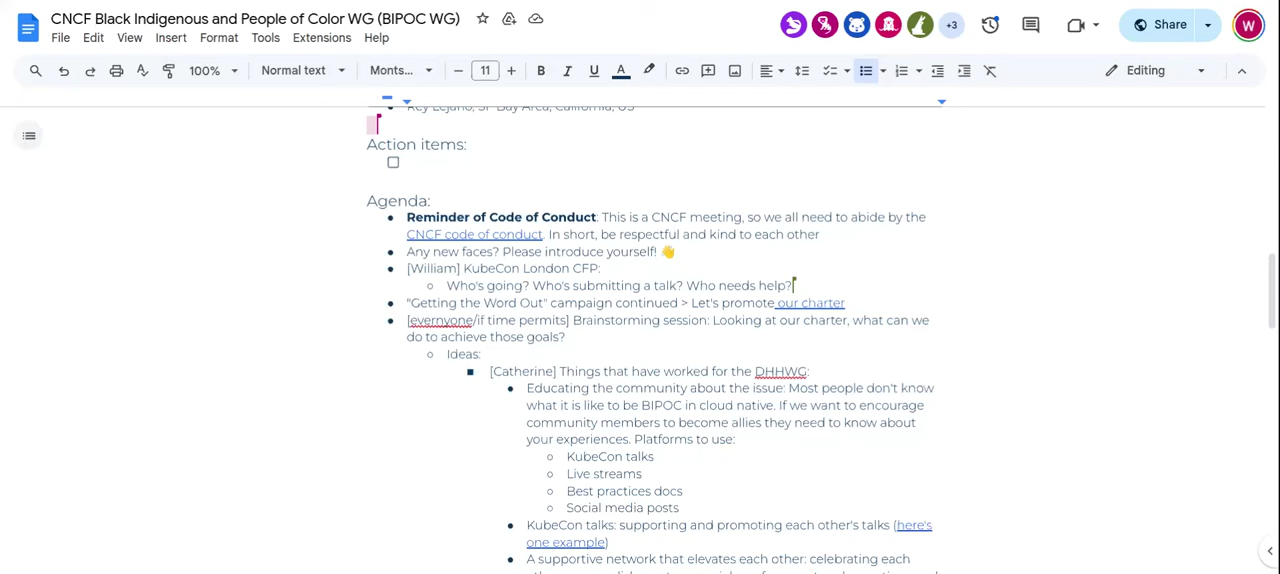 CNCF Black Indigenous and People of Color WG (BIPOC WG)
File Edit View Insert Format Tools Extensions Help
+3
Share
W
100% Normal text Monts... 11 B I U A Editing
Rey Lejano, SF Bay Area, California, US
Action items:
Agenda:
Reminder of Code of Conduct: This is a CNCF meeting, so we all need to abide by the
CNCF code of conduct. In short, be respectful and kind to each other
Any new faces? Please introduce yourself! 👋
[William] KubeCon London CFP:
Who's going? Who's submitting a talk? Who needs help?
"Getting the Word Out" campaign continued > Let's promote our charter
[evernyone/if time permits] Brainstorming session: Looking at our charter, what can we
do to achieve those goals?
Ideas:
[Catherine] Things that have worked for the DHHWG:
Educating the community about the issue: Most people don't know
what it is like to be BIPOC in cloud native. If we want to encourage
community members to become allies they need to know about
your experiences. Platforms to use:
KubeCon talks
Live streams
Best practices docs
Social media posts
KubeCon talks: supporting and promoting each other's talks (here's
one example)
A supportive network that elevates each other: celebrating each